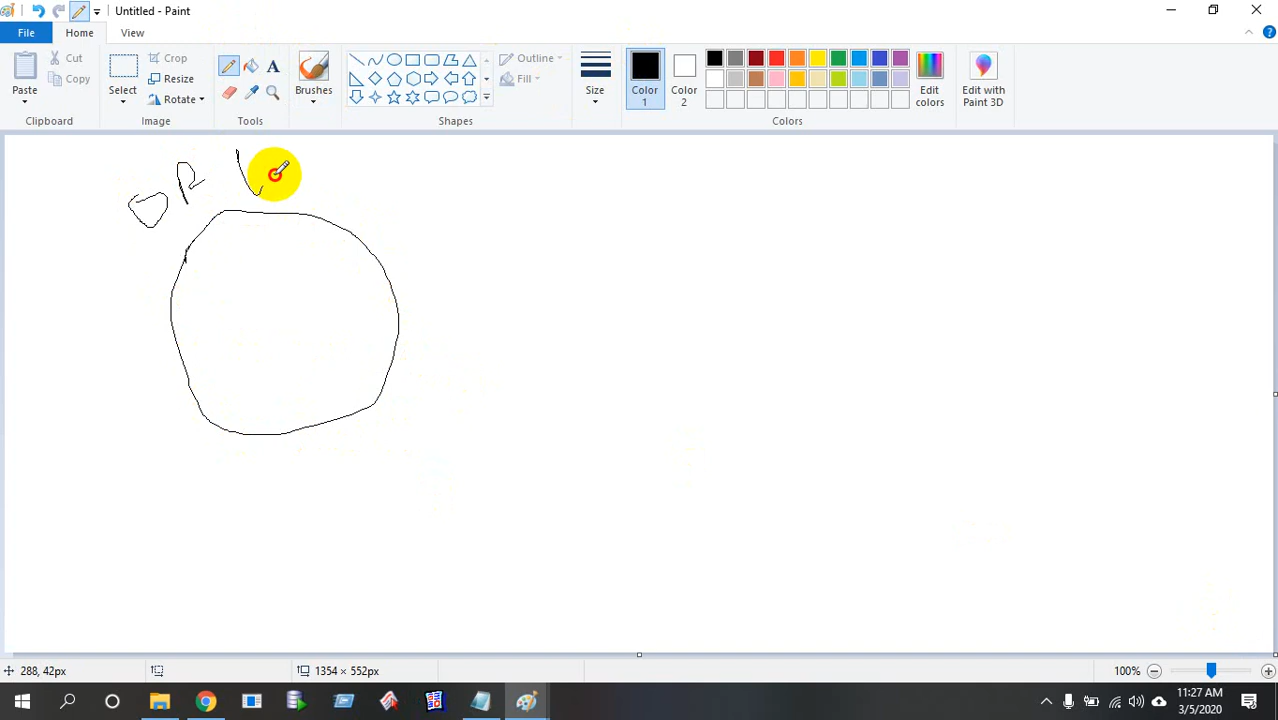 Untitled - Paint
File Home View
Paste
Cut
Copy
Clipboard
Select
Crop
Resize
Rotate
Image
Tools
Brushes
Shapes
Outline
Fill
Size
Color 1
Color 2
Colors
Edit colors
Edit with Paint 3D
288, 42px
1354 × 552px
100%
11:27 AM
3/5/2020